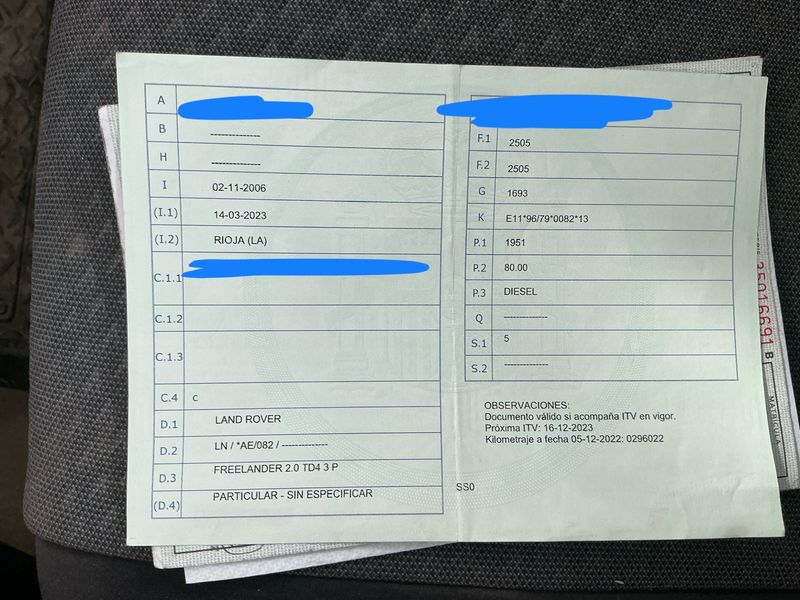 A
B --------------
H --------------
I 02-11-2006
(I.1) 14-03-2023
(I.2) RIOJA (LA)
C.1.1
C.1.2
C.1.3
C.4 c
D.1 LAND ROVER
D.2 LN / *AE/082 / --------------
D.3 FREELANDER 2.0 TD4 3 P
(D.4) PARTICULAR - SIN ESPECIFICAR
F.1 2505
F.2 2505
G 1693
K E11*96/79*0082*13
P.1 1951
P.2 80.00
P.3 DIESEL
Q --------------
S.1 5
S.2 --------------
OBSERVACIONES:
Documento válido si acompaña ITV en vigor.
Próxima ITV: 16-12-2023
Kilometraje a fecha 05-12-2022: 0296022
SS0
35016691 B